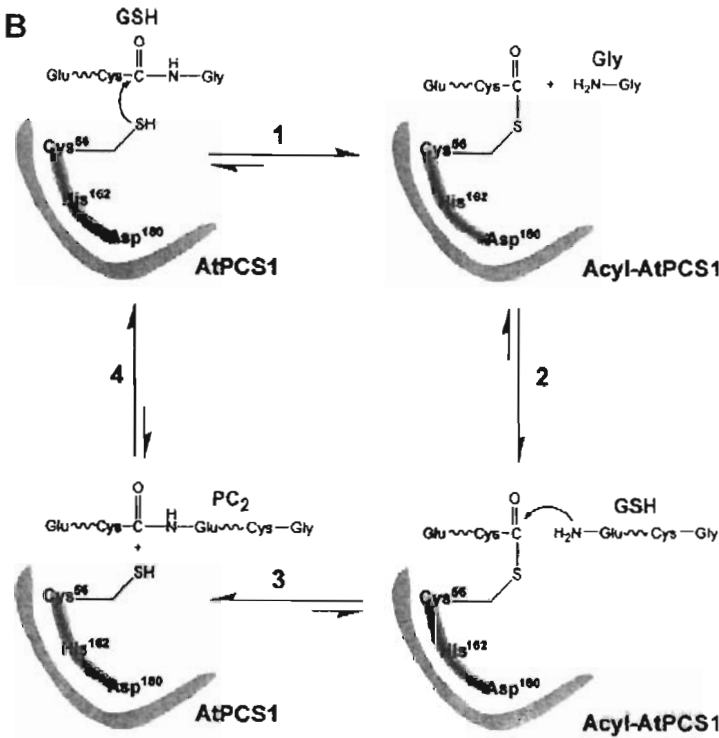 B
GSH
O
Glu Cys C N Gly
H
SH
Cys56
His162
Asp180
AtPCS1
1
O
Glu Cys C
S
+
Gly
H2N Gly
Cys56
His162
Asp180
Acyl-AtPCS1
4
2
O
H
PC2
Glu Cys C N Glu Cys Gly
+
SH
Cys56
His162
Asp180
AtPCS1
3
O
GSH
Glu Cys C
H2N Glu Cys Gly
S
Cys56
His162
Asp180
Acyl-AtPCS1